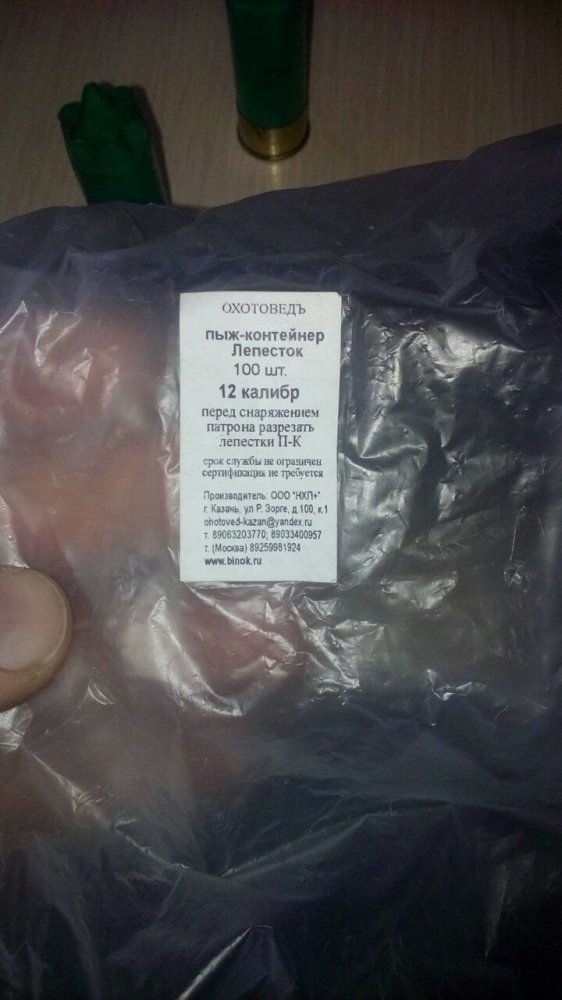 ОХОТОВЕДЪ
пыж-контейнер
Лепесток
100 шт.
12 калибр
перед снаряжением
патрона разрезать
лепестки П-К
срок службы не ограничен
сертификация не требуется
Производитель: ООО "НХП+"
г. Казань, ул Р. Зорге, д.100, к.1
ohotoved-kazan@yandex.ru
т. 89063203770; 89033400957
т. (Москва) 89259981924
www.binok.ru